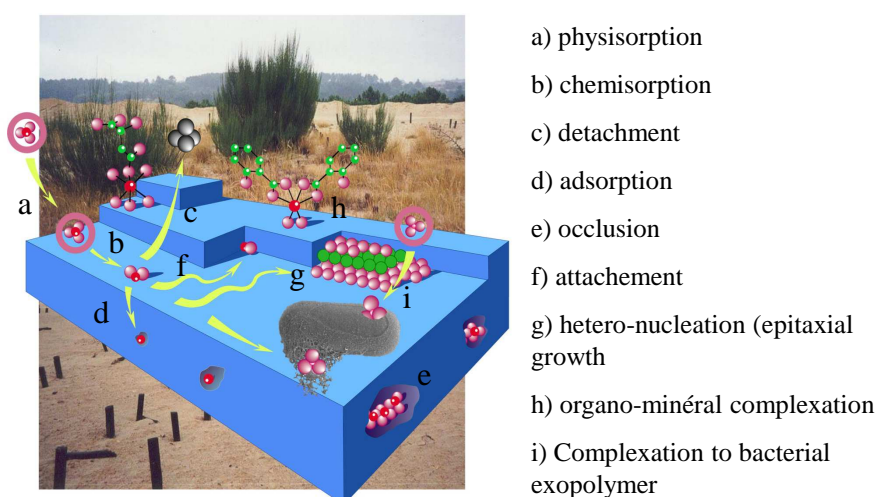 a
b
c
d
e
f
g
h
i
a) physisorption
b) chemisorption
c) detachment
d) adsorption
e) occlusion
f) attachement
g) hetero-nucleation (epitaxial
growth
h) organo-minéral complexation
i) Complexation to bacterial
exopolymer